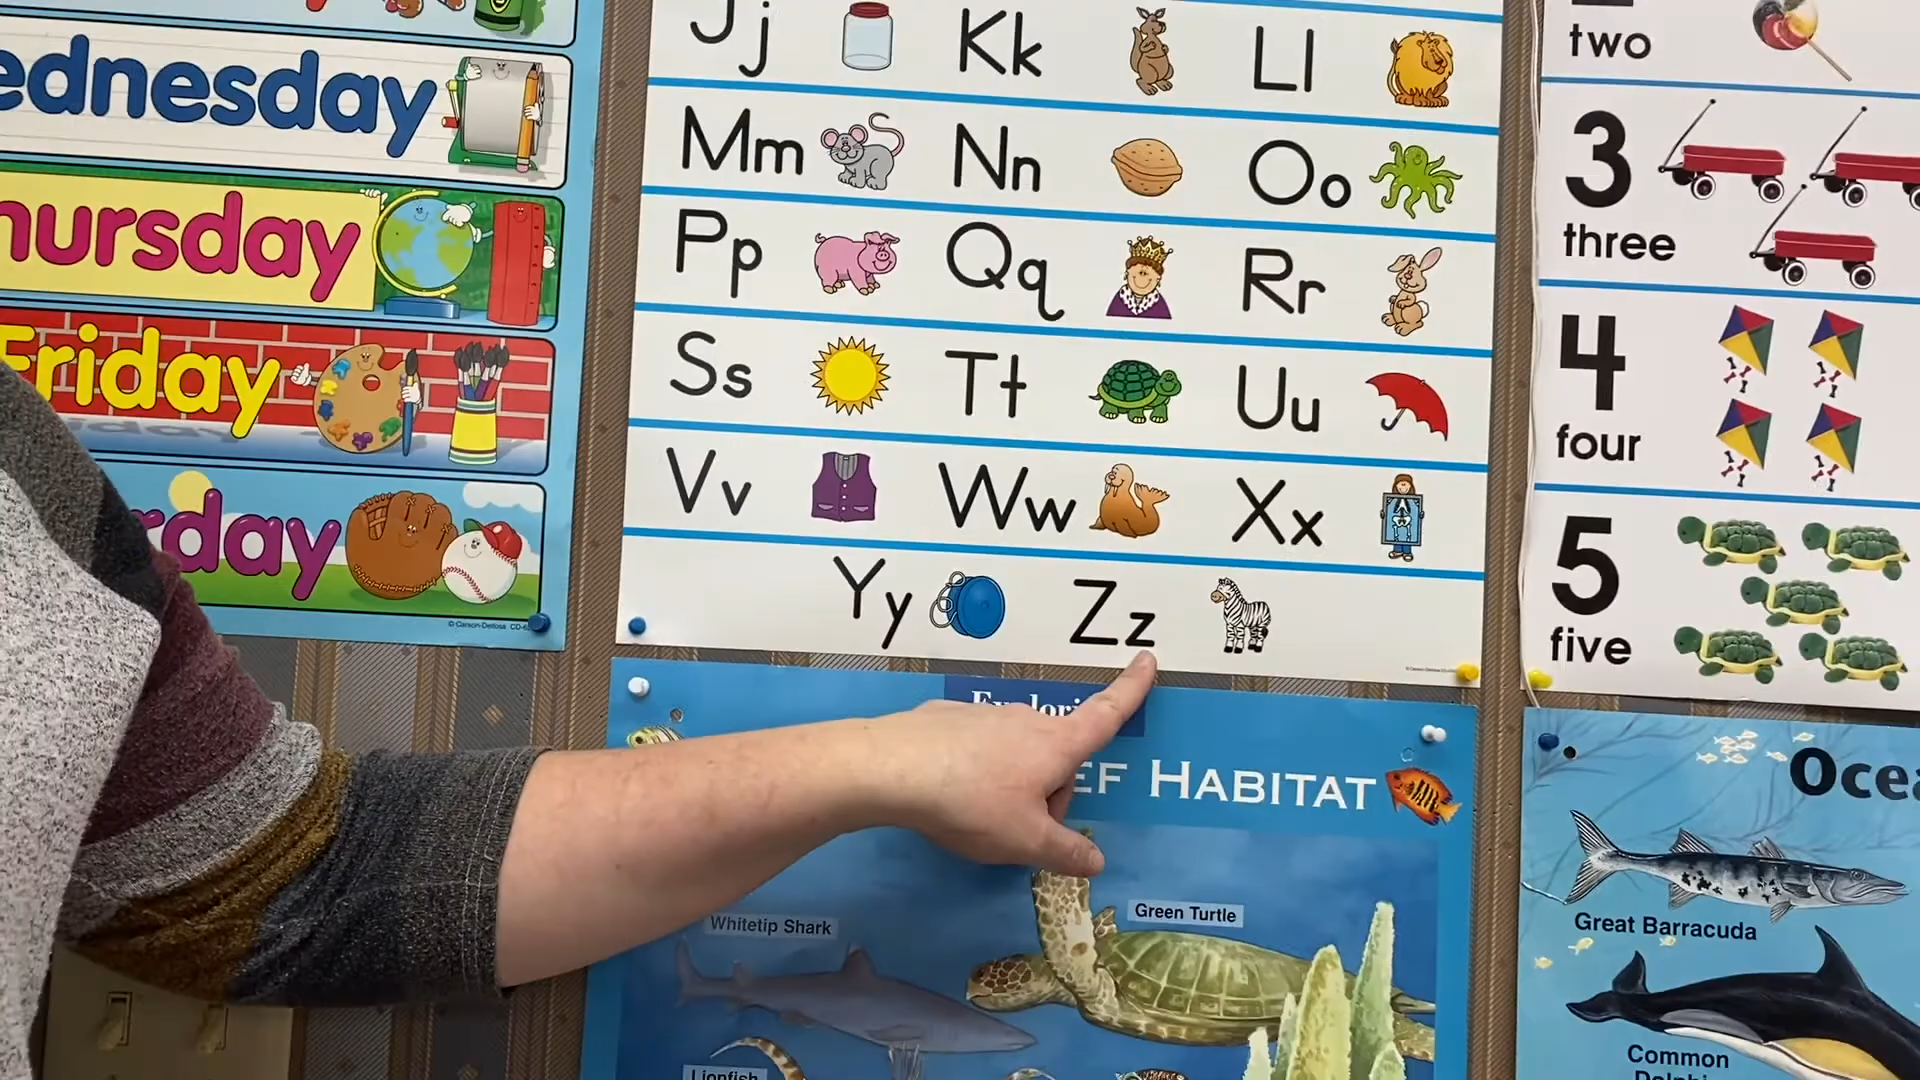 ednesday
hursday
Friday
rday
Jj Kk Ll
Mm Nn Oo
Pp Qq Rr
Ss Tt Uu
Vv Ww Xx
Yy Zz
two
3
three
4
four
5
five
EF HABITAT
Whitetip Shark
Green Turtle
Lionfish
Ocea
Great Barracuda
Common
Dolphi